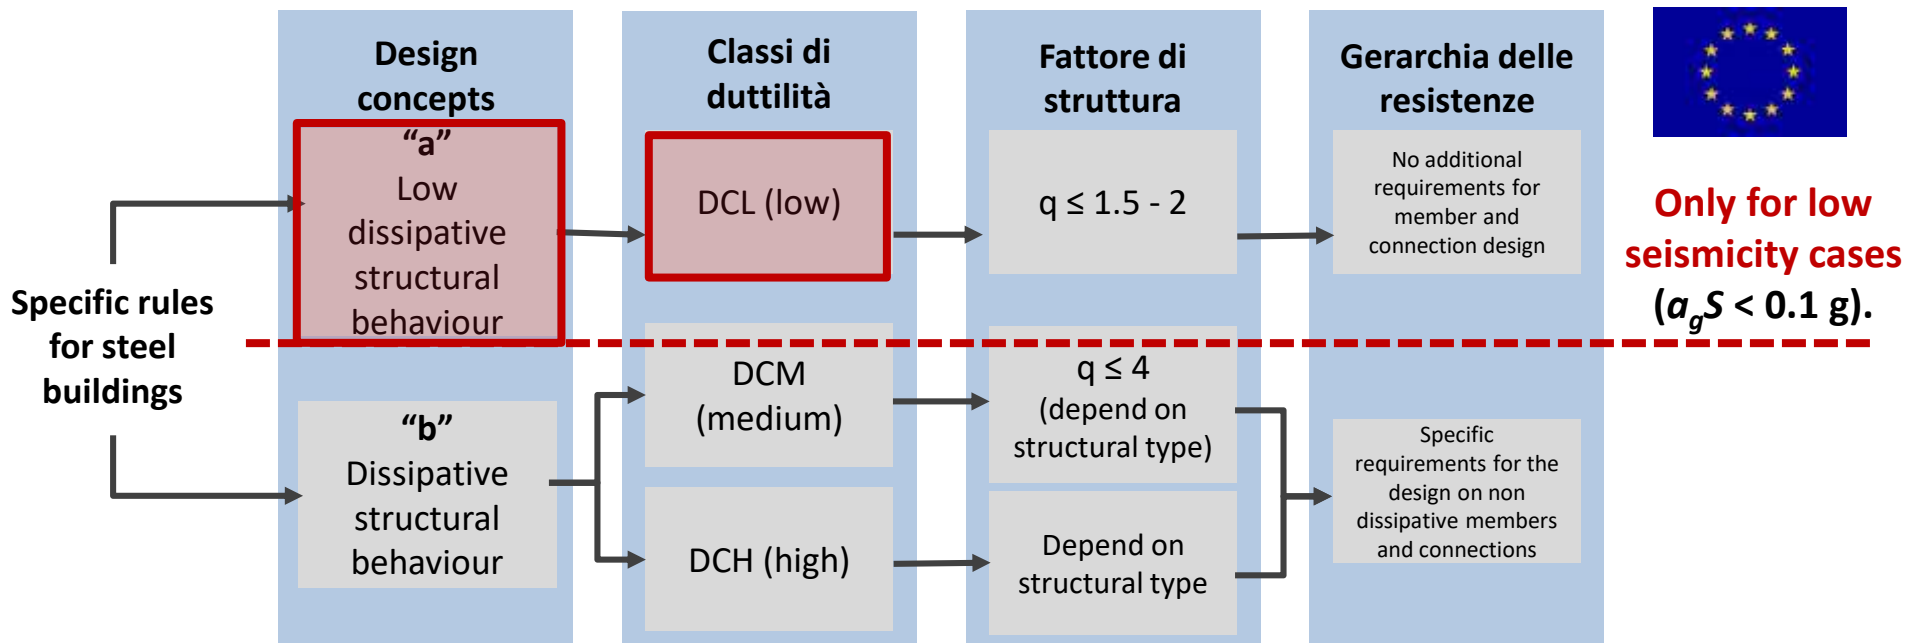 Specific rules
for steel
buildings
Design
concepts
“a”
Low
dissipative
structural
behaviour
“b”
Dissipative
structural
behaviour
Classi di
duttilità
DCL (low)
DCM
(medium)
DCH (high)
Fattore di
struttura
q ≤ 1.5 - 2
q ≤ 4
(depend on
structural type)
Depend on
structural type
Gerarchia delle
resistenze
No additional
requirements for
member and
connection design
Specific
requirements for the
design on non
dissipative members
and connections
Only for low
seismicity cases
(agS < 0.1 g).